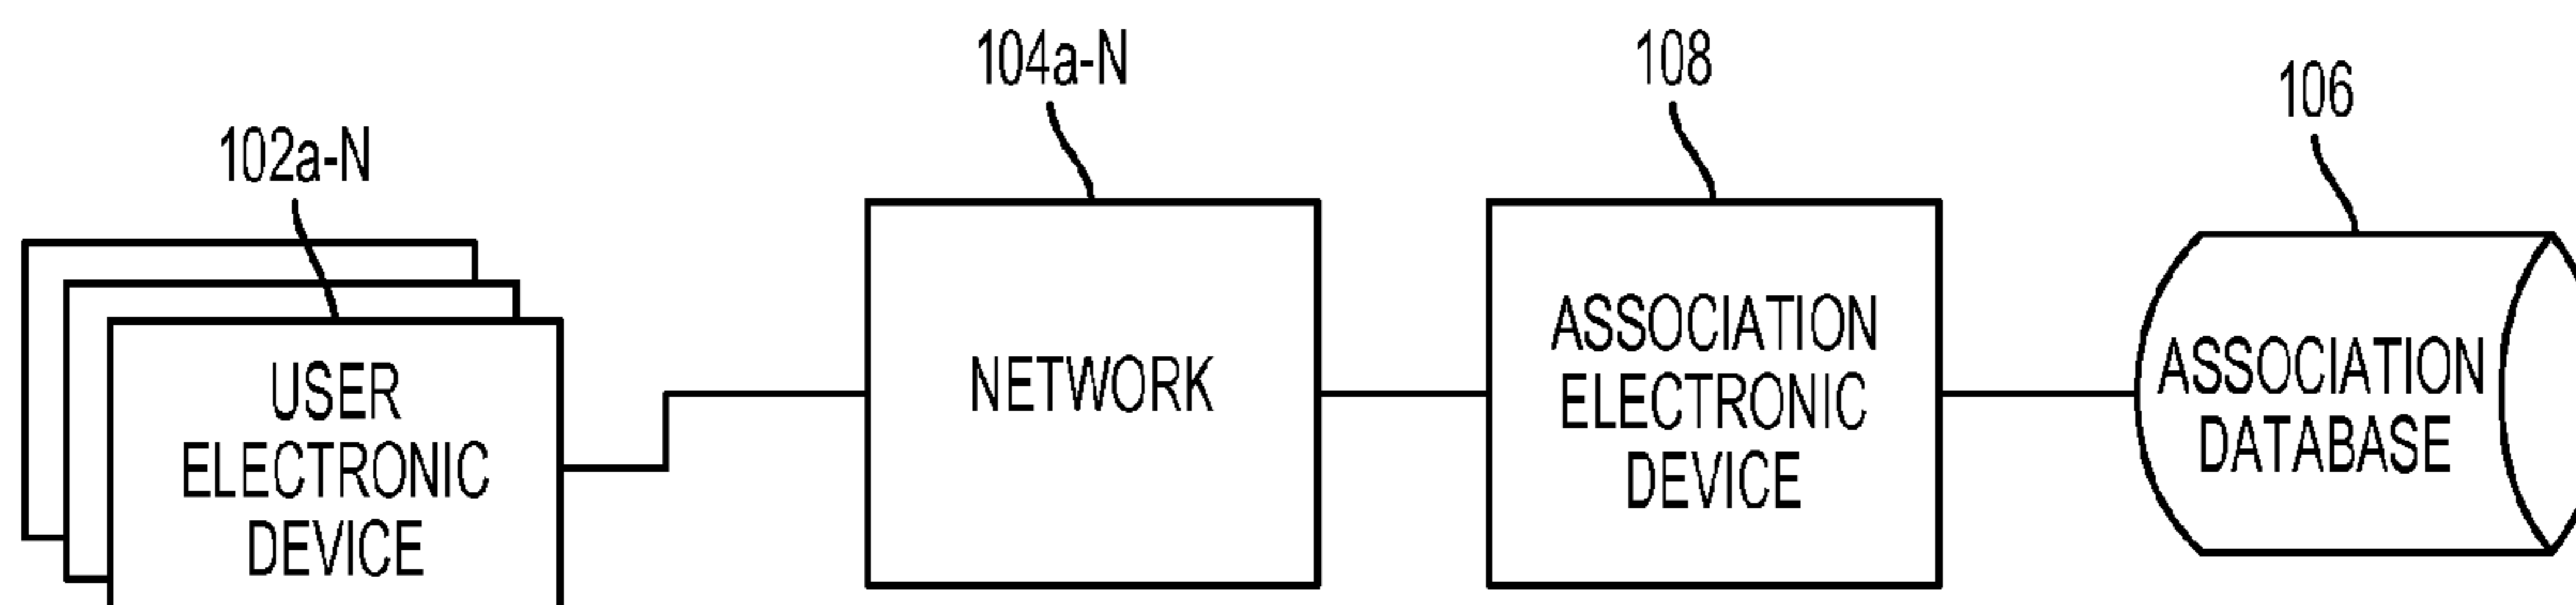 102a-N
104a-N
108
106
USER
ELECTRONIC
DEVICE
NETWORK
ASSOCIATION
ELECTRONIC
DEVICE
ASSOCIATION
DATABASE